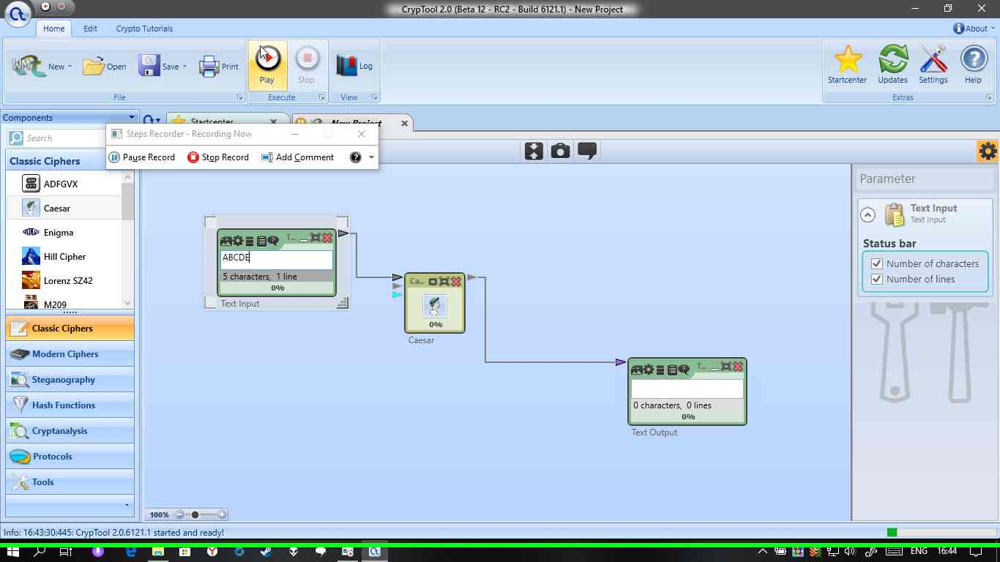 CrypTool 2.0 (Beta 12 - RC2 - Build 6121.1) - New Project
Home Edit Crypto Tutorials
About
New Open Save Print
Play Stop
Log
Startcenter Updates Settings Help
File Execute View Extras
Components
Startcenter
New Project
Steps Recorder - Recording Now
Search
Pause Record Stop Record Add Comment
Classic Ciphers
ADFGVX
Caesar
Enigma
Hill Cipher
Lorenz SZ42
M209
Classic Ciphers
Modern Ciphers
Steganography
Hash Functions
Cryptanalysis
Protocols
Tools
T...
ABCDE
5 characters, 1 line
0%
Text Input
Ca...
0%
Caesar
T...
0 characters, 0 lines
0%
Text Output
Parameter
Text Input
Text Input
Status bar
Number of characters
Number of lines
100%
Info: 16:43:30:445: CrypTool 2.0.6121.1 started and ready!
ENG 16:44